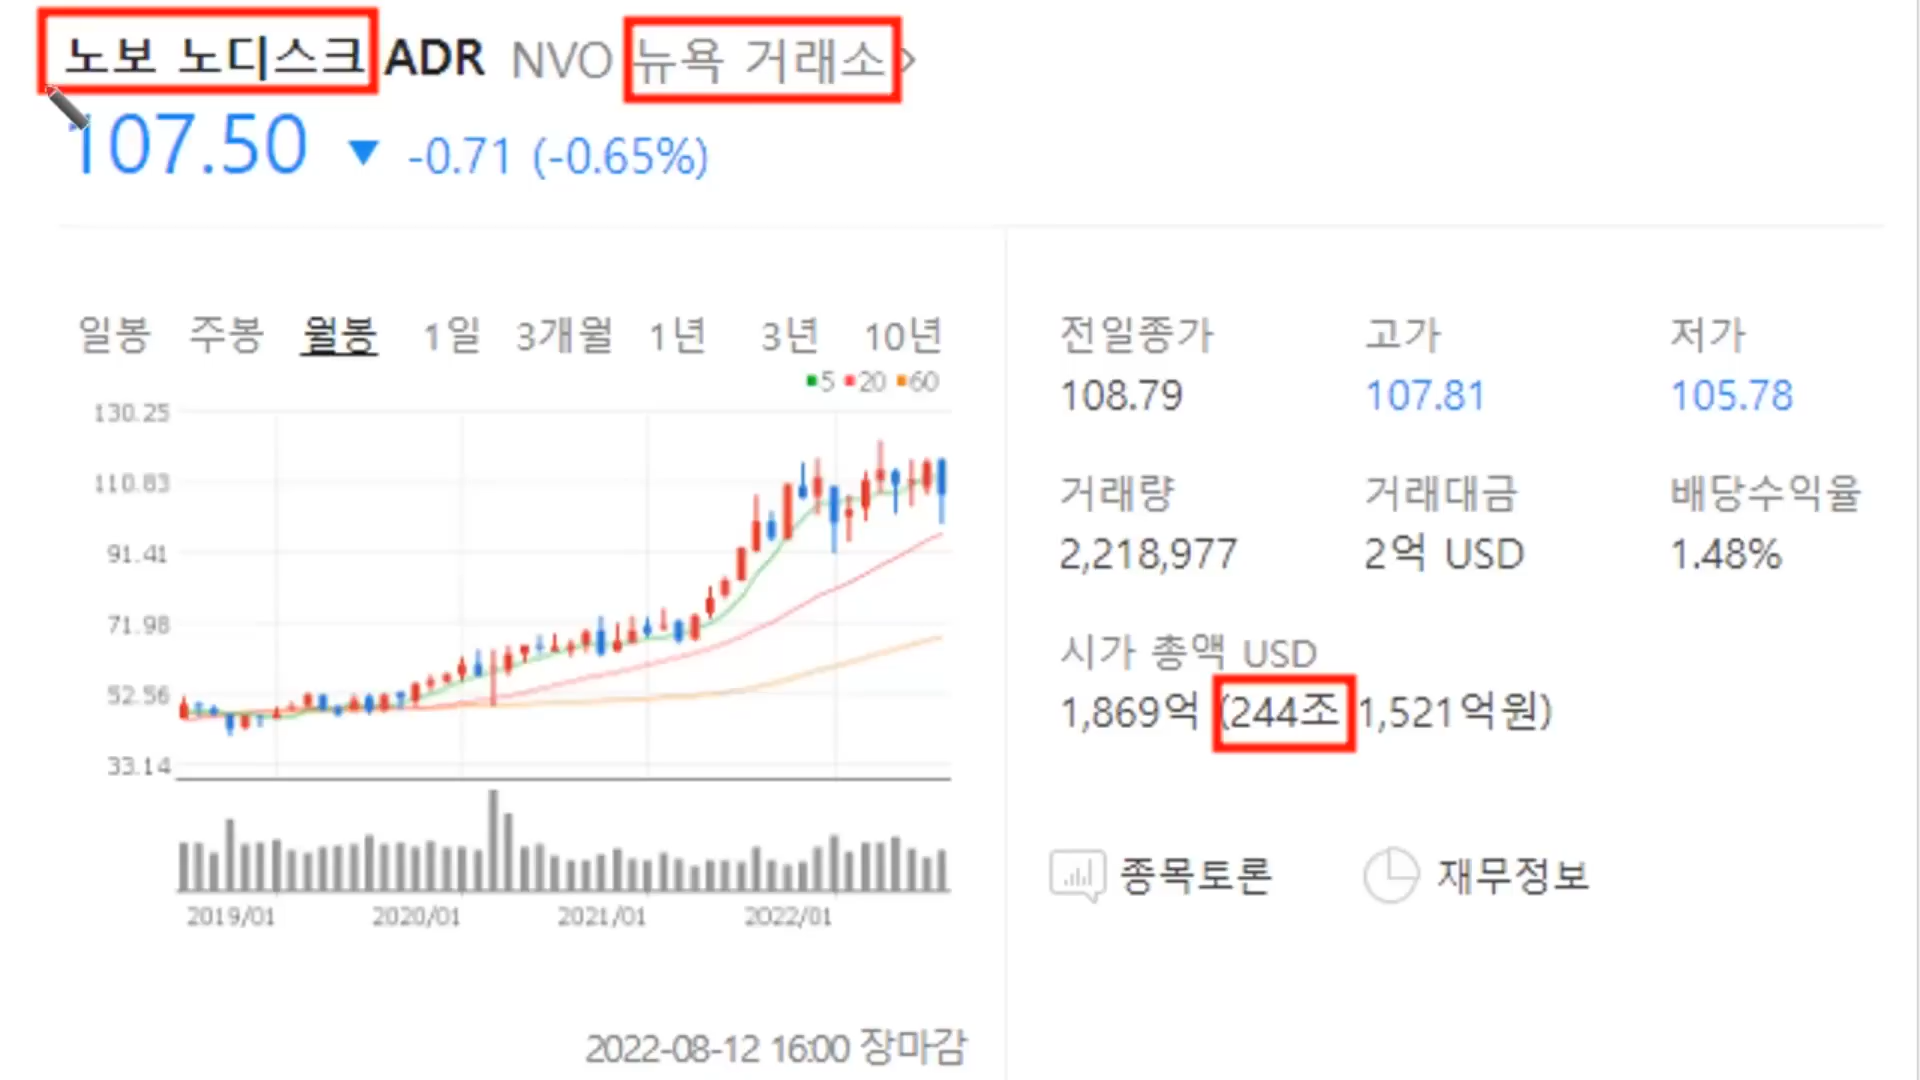 노보 노디스크 ADR NVO 뉴욕 거래소
107.50 ▼ -0.71 (-0.65%)
일봉 주봉 월봉 1일 3개월 1년 3년 10년
5 20 60
130.25
110.83
91.41
71.98
52.56
33.14
2019/01 2020/01 2021/01 2022/01
2022-08-12 16:00 장마감
전일종가 고가 저가
108.79 107.81 105.78
거래량 거래대금 배당수익율
2,218,977 2억 USD 1.48%
시가 총액 USD
1,869억 (244조 1,521억원)
종목토론 재무정보